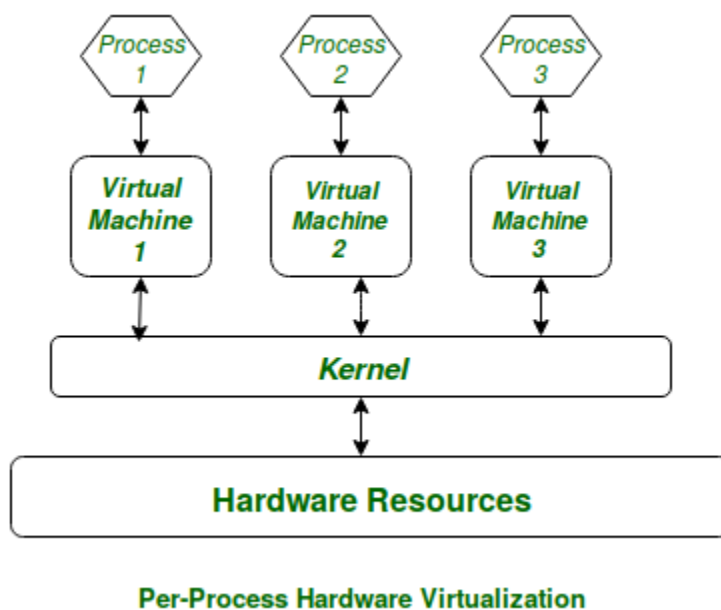 Process
1
Process
2
Process
3
Virtual
Machine
1
Virtual
Machine
2
Virtual
Machine
3
Kernel
Hardware Resources
Per-Process Hardware Virtualization